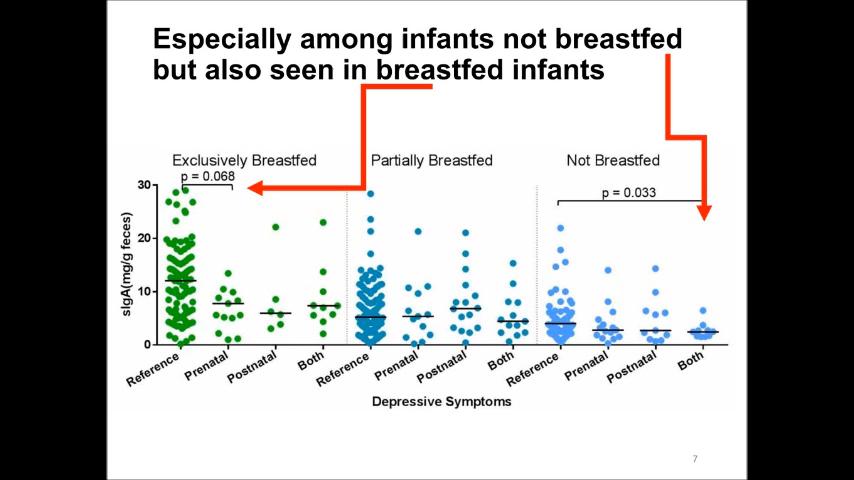 Especially among infants not breastfed
but also seen in breastfed infants
Exclusively Breastfed
Partially Breastfed
Not Breastfed
p = 0.068
p = 0.033
sIgA(mg/g feces)
30
20
10
0
Reference
Prenatal
Postnatal
Both
Reference
Prenatal
Postnatal
Both
Reference
Prenatal
Postnatal
Both
Depressive Symptoms
7